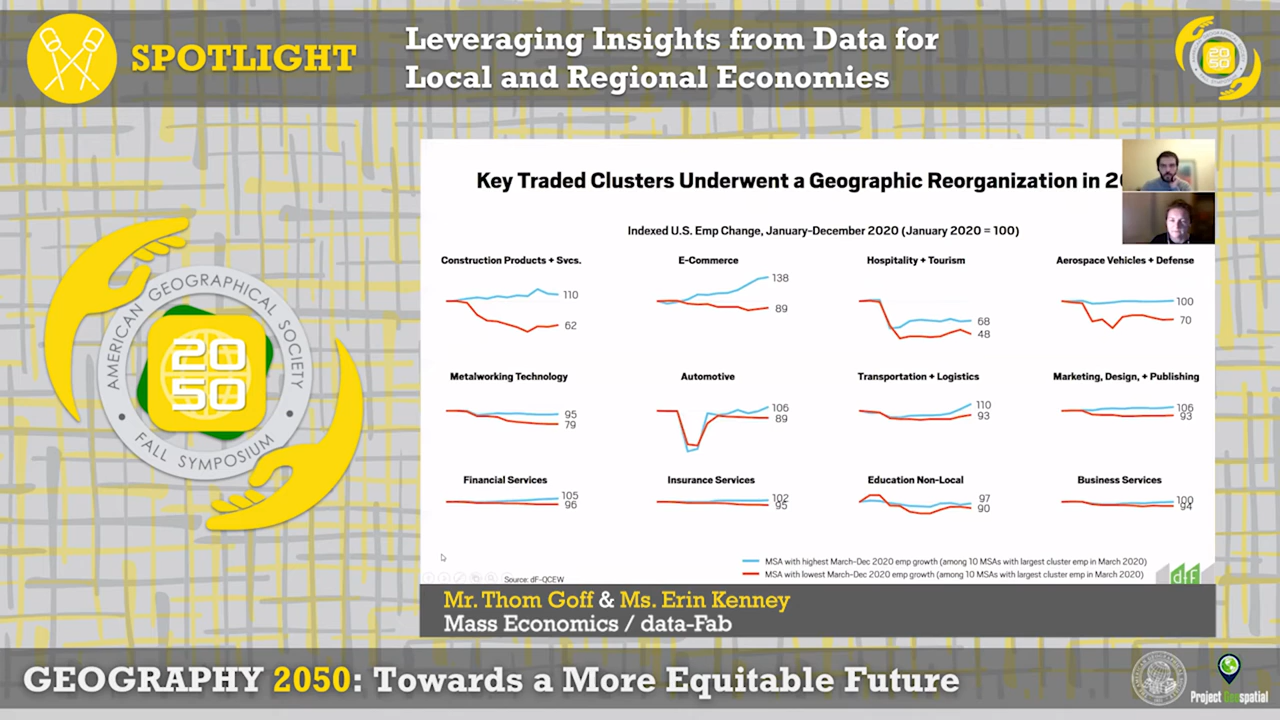 SPOTLIGHT
Leveraging Insights from Data for
Local and Regional Economies
20
50
AMERICAN GEOGRAPHICAL SOCIETY
20
50
FALL SYMPOSIUM
Key Traded Clusters Underwent a Geographic Reorganization in
Indexed U.S. Emp Change, January-December 2020 (January 2020 = 100)
Construction Products + Svcs.
110
62
E-Commerce
138
89
Hospitality + Tourism
68
48
Aerospace Vehicles + Defense
100
70
Metalworking Technology
95
79
Automotive
106
89
Transportation + Logistics
110
93
Marketing, Design, + Publishing
106
93
Financial Services
105
96
Insurance Services
102
95
Education Non-Local
97
90
Business Services
100
94
MSA with highest March-Dec 2020 emp growth (among 10 MSAs with largest cluster emp in March 2020)
MSA with lowest March-Dec 2020 emp growth (among 10 MSAs with largest cluster emp in March 2020)
Source: dF-QCEW
dF
Mr. Thom Goff & Ms. Erin Kenney
Mass Economics / data-Fab
GEOGRAPHY 2050: Towards a More Equitable Future
Project Geospatial